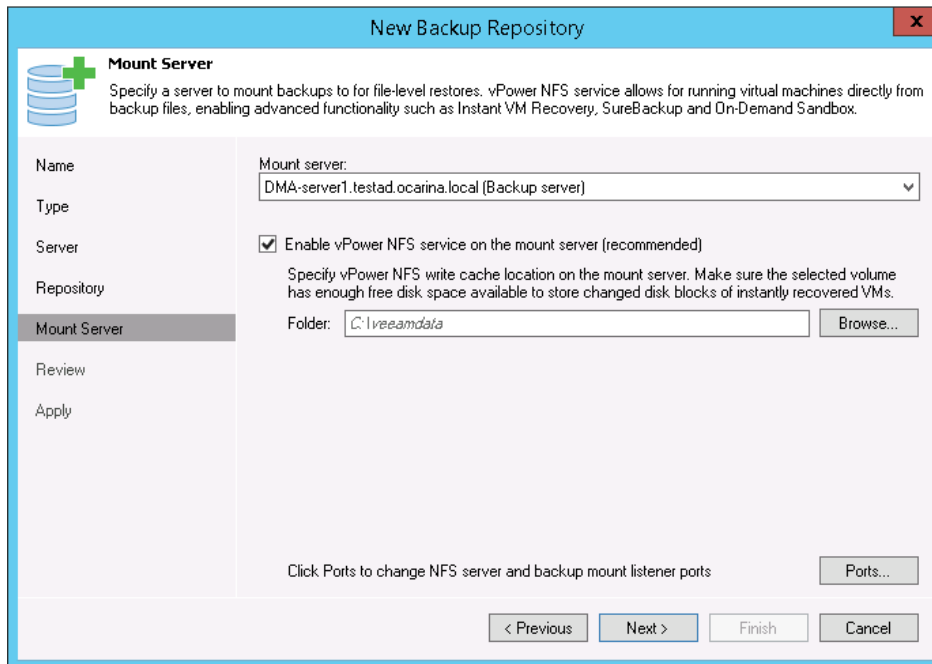 New Backup Repository
x
Mount Server
Specify a server to mount backups to for file-level restores. vPower NFS service allows for running virtual machines directly from
backup files, enabling advanced functionality such as Instant VM Recovery, SureBackup and On-Demand Sandbox.
Name
Type
Server
Repository
Mount Server
Review
Apply
Mount server:
DMA-server1.testad.ocarina.local (Backup server)
Enable vPower NFS service on the mount server (recommended)
Specify vPower NFS write cache location on the mount server. Make sure the selected volume
has enough free disk space available to store changed disk blocks of instantly recovered VMs.
Folder: C:\veeamdata Browse...
Click Ports to change NFS server and backup mount listener ports Ports...
< Previous Next > Finish Cancel